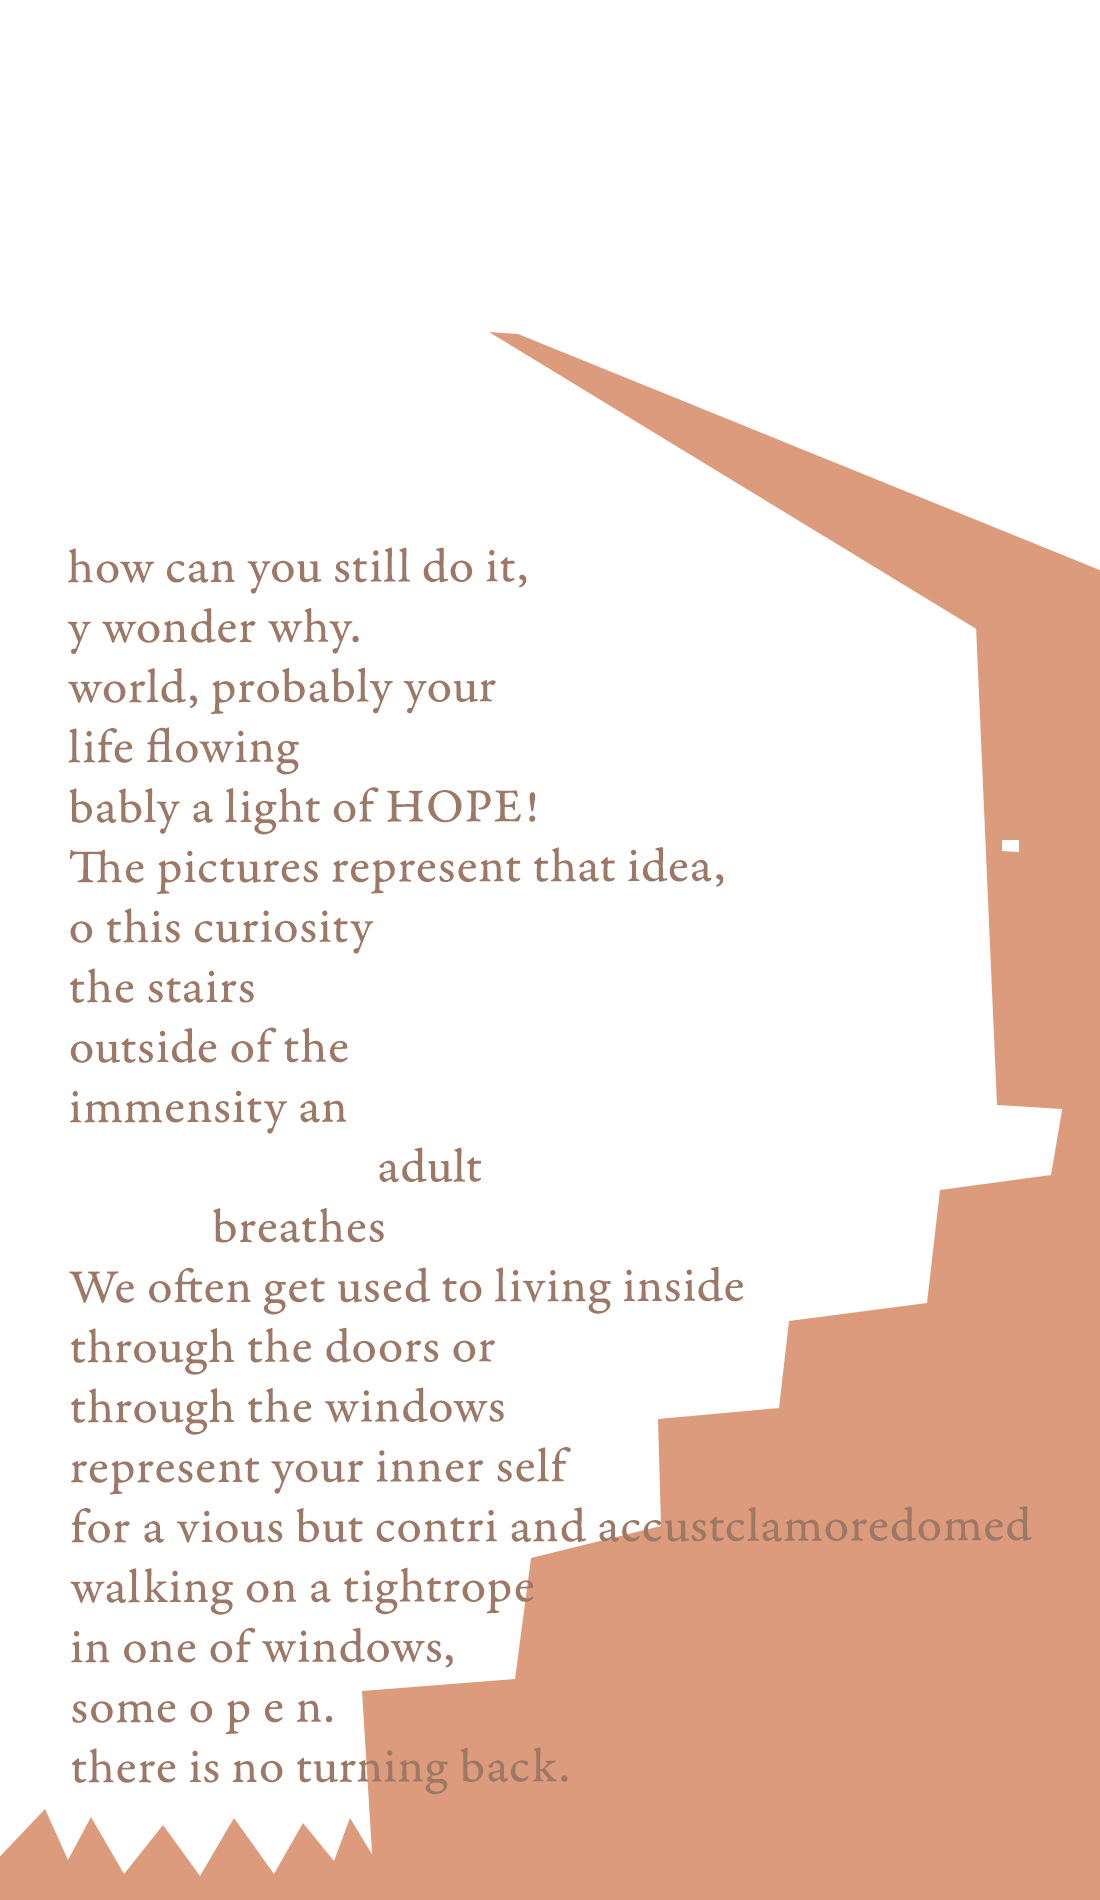 how can you still do it,
y wonder why.
world, probably your
life flowing
bably a light of HOPE!
The pictures represent that idea,
o this curiosity
the stairs
outside of the
immensity an
adult
breathes
We often get used to living inside
through the doors or
through the windows
represent your inner self
for a vious but contri and accustclamoredomed
walking on a tightrope
in one of windows,
some o p e n.
there is no turning back.